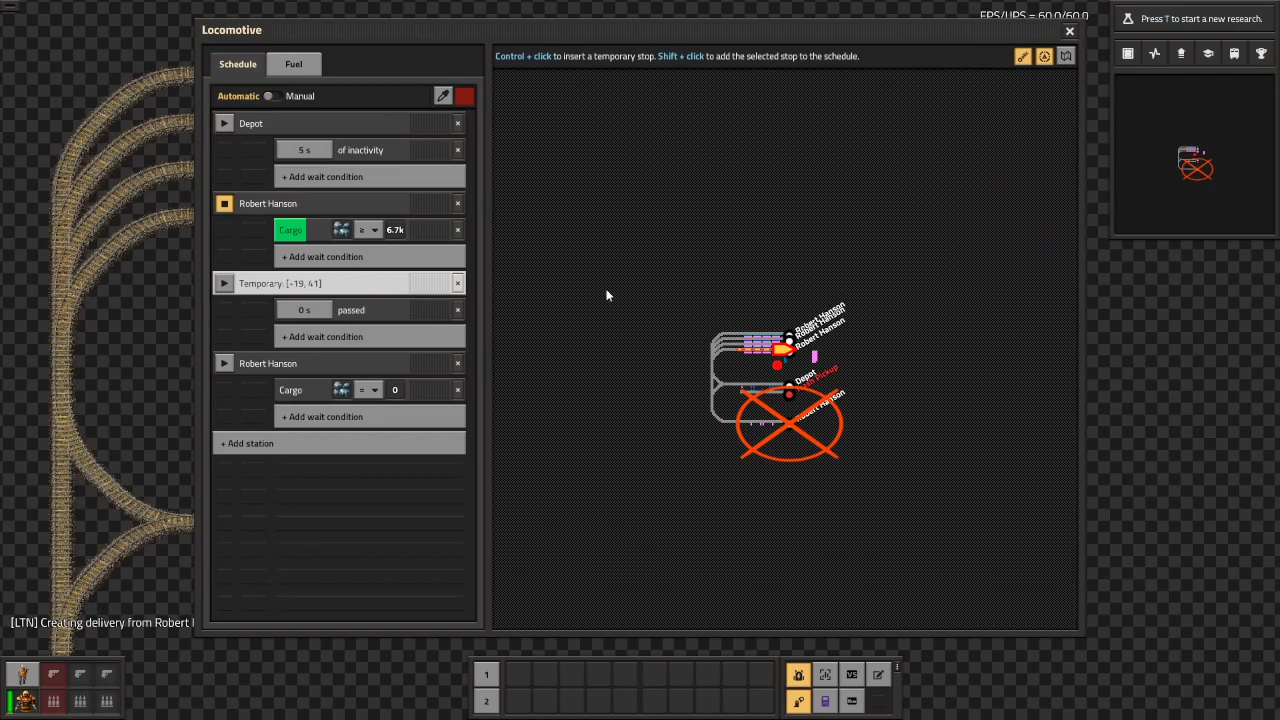 FPS/UPS = 60.0/60.0
Locomotive
Press T to start a new research.
Schedule
Fuel
Control + click to insert a temporary stop. Shift + click to add the selected stop to the schedule.
Automatic
Manual
Depot
5 s
of inactivity
+ Add wait condition
Robert Hanson
Cargo
≥
6.7k
+ Add wait condition
Temporary: [-19, 41]
0 s
passed
+ Add wait condition
Robert Hanson
Cargo
=
0
+ Add wait condition
+ Add station
Robert Hanson
Robert Hanson
Robert Hanson
Depot
Pickup
Robert Hanson
[LTN] Creating delivery from Robert
1
2
VS